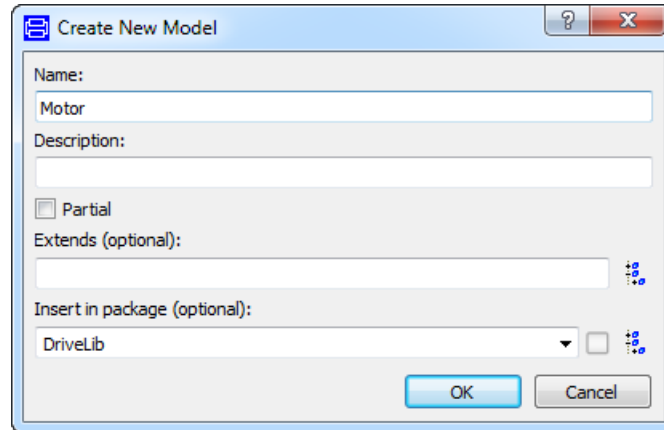 Create New Model
?
X
Name:
Motor
Description:
Partial
Extends (optional):
Insert in package (optional):
DriveLib
OK Cancel